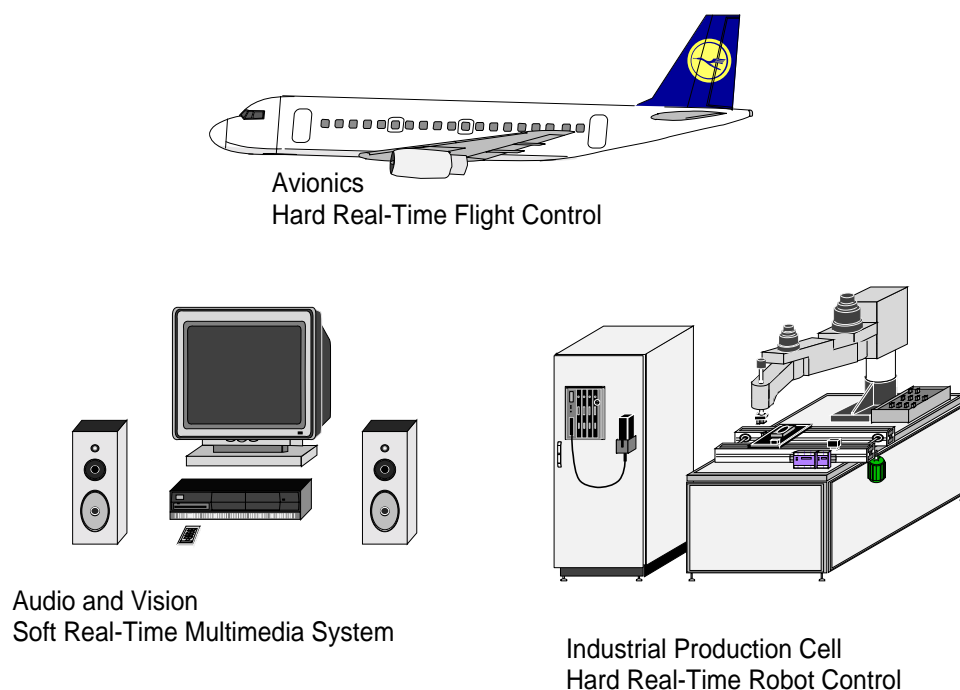 Avionics
Hard Real-Time Flight Control
Audio and Vision
Soft Real-Time Multimedia System
Industrial Production Cell
Hard Real-Time Robot Control